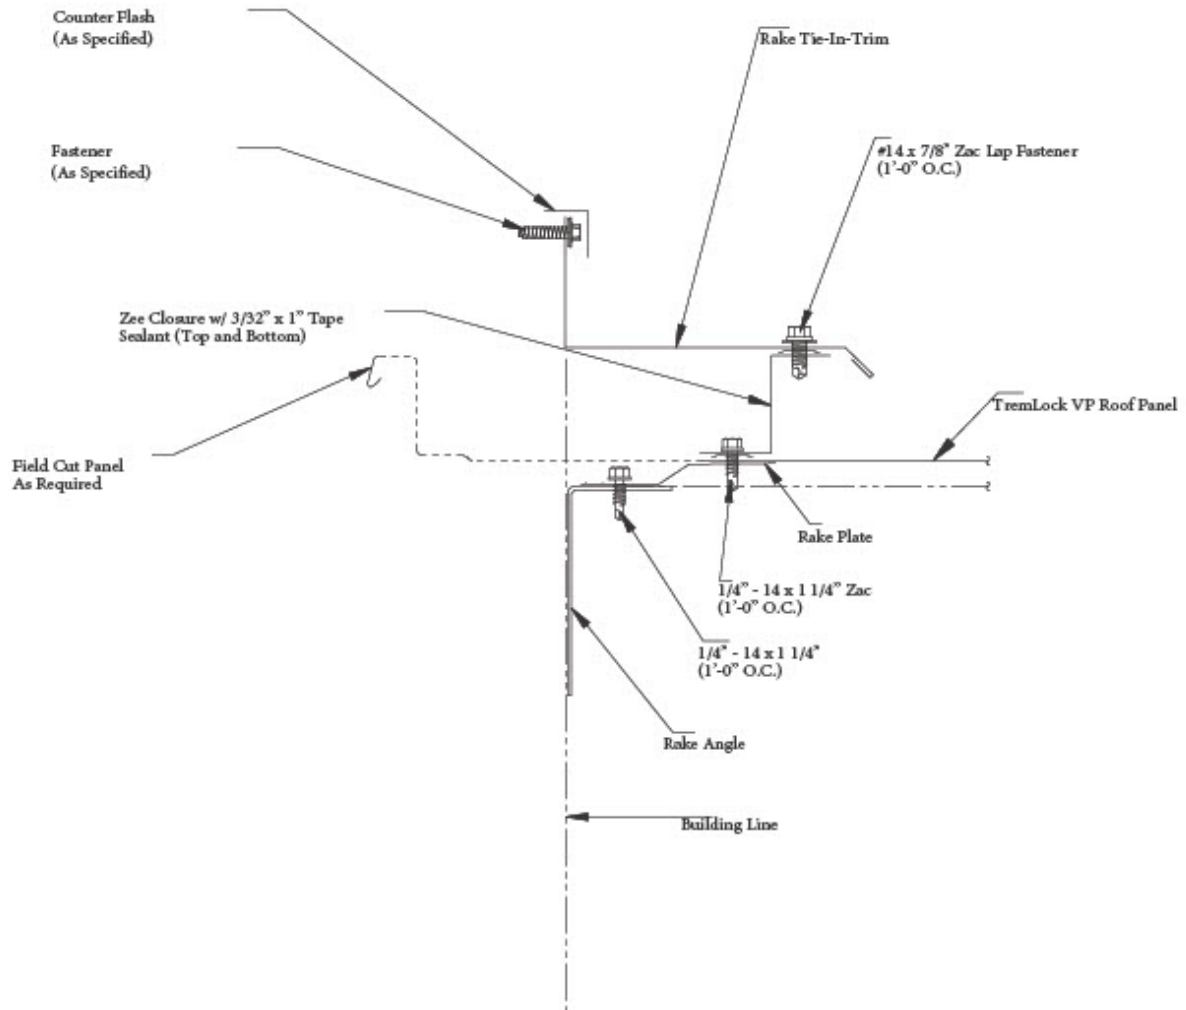 Counter Flash
(As Specified)
Rake Tie-In-Trim
Fastener
(As Specified)
#14 x 7/8" Zac Lap Fastener
(1'-0" O.C.)
Zee Closure w/ 3/32" x 1" Tape
Sealant (Top and Bottom)
TremLock VP Roof Panel
Field Cut Panel
As Required
Rake Plate
1/4" - 14 x 1 1/4" Zac
(1'-0" O.C.)
1/4" - 14 x 1 1/4"
(1'-0" O.C.)
Rake Angle
Building Line